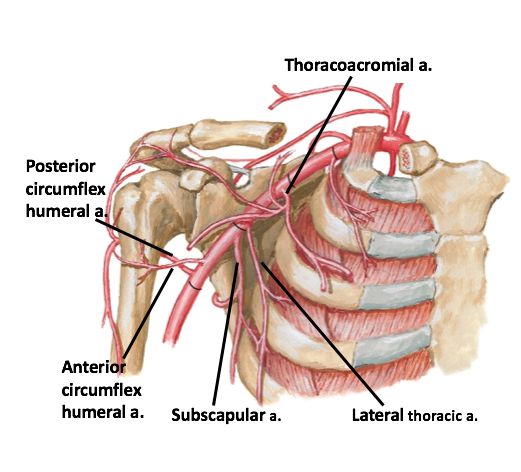 Thoracoacromial a.
Posterior
circumflex
humeral a.
Anterior
circumflex
humeral a.
Subscapular a.
Lateral thoracic a.